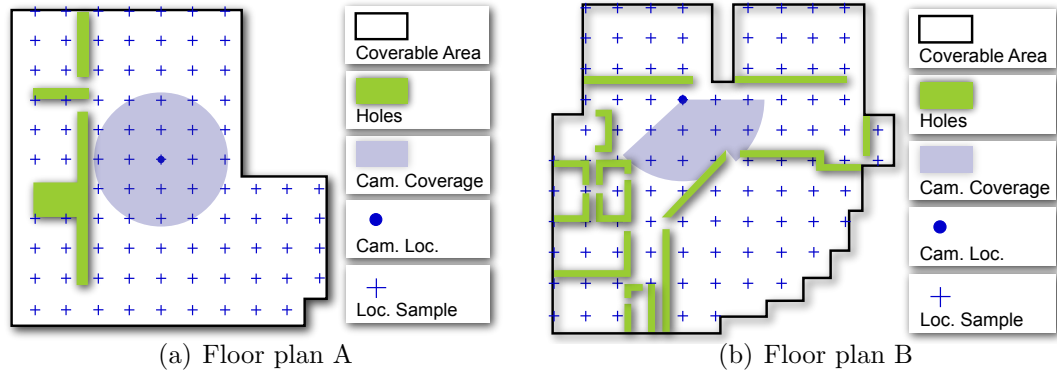 Coverable Area
Holes
Cam. Coverage
Cam. Loc.
Loc. Sample
(a) Floor plan A
Coverable Area
Holes
Cam. Coverage
Cam. Loc.
Loc. Sample
(b) Floor plan B